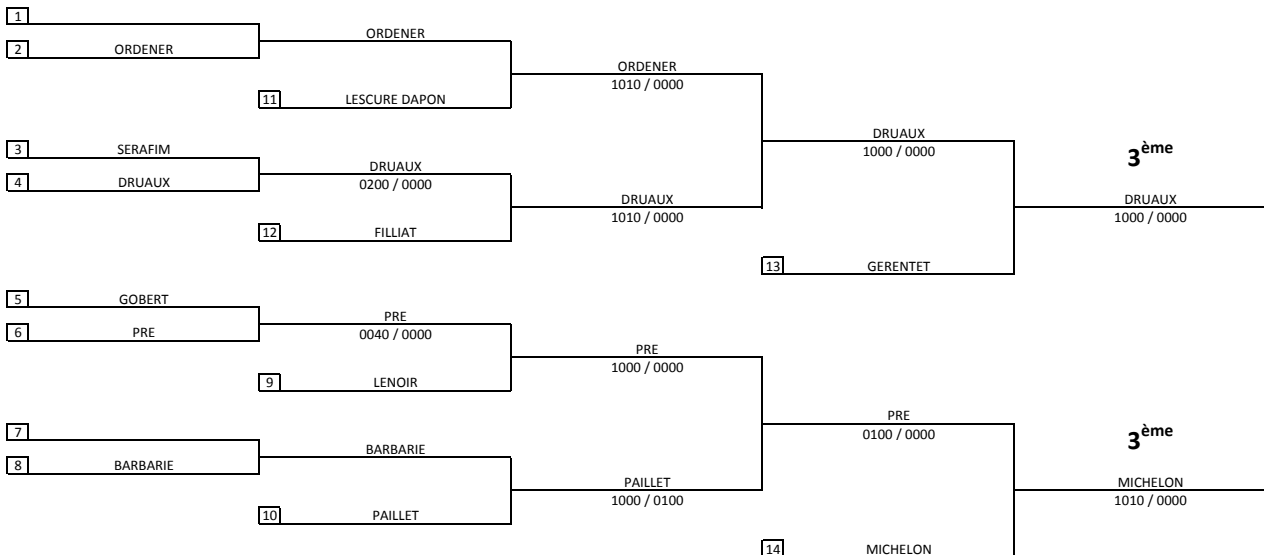 1
ORDENER
2 ORDENER
ORDENER
1010 / 0000
11 LESCURE DAPON
DRUAUX
1000 / 0000
3ème
3 SERAFIM
DRUAUX
0200 / 0000
4 DRUAUX
DRUAUX
1010 / 0000
DRUAUX
1000 / 0000
12 FILLIAT
13 GERENTET
5 GOBERT
PRE
0040 / 0000
6 PRE
PRE
1000 / 0000
9 LENOIR
PRE
0100 / 0000
3ème
7
BARBARIE
8 BARBARIE
PAILLET
1000 / 0100
MICHELON
1010 / 0000
10 PAILLET
14 MICHELON